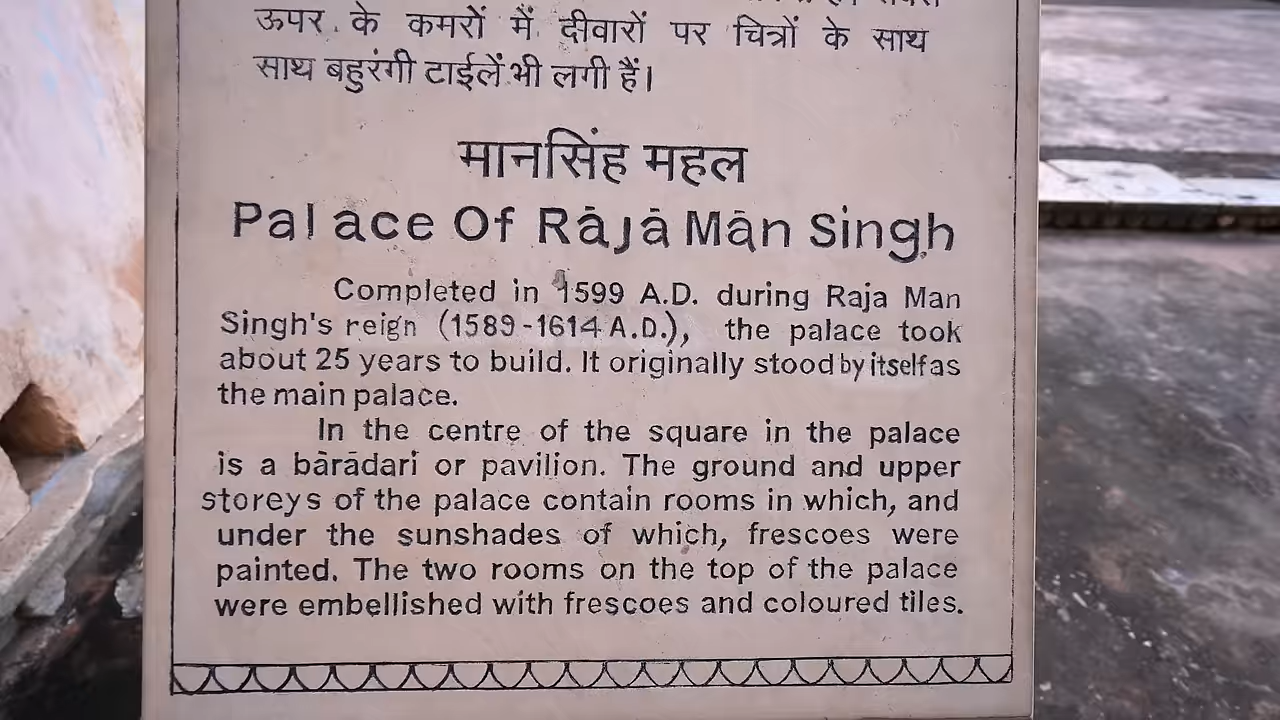 ऊपर के कमरों में दीवारों पर चित्रों के साथ
साथ बहुरंगी टाईलें भी लगी हैं।
मानसिंह महल
Palace Of Rājā Mān Singh
Completed in 1599 A.D. during Raja Man
Singh's reign (1589-1614 A.D.), the palace took
about 25 years to build. It originally stood by itself as
the main palace.
In the centre of the square in the palace
is a bārādari or pavilion. The ground and upper
storeys of the palace contain rooms in which, and
under the sunshades of which, frescoes were
painted. The two rooms on the top of the palace
were embellished with frescoes and coloured tiles.